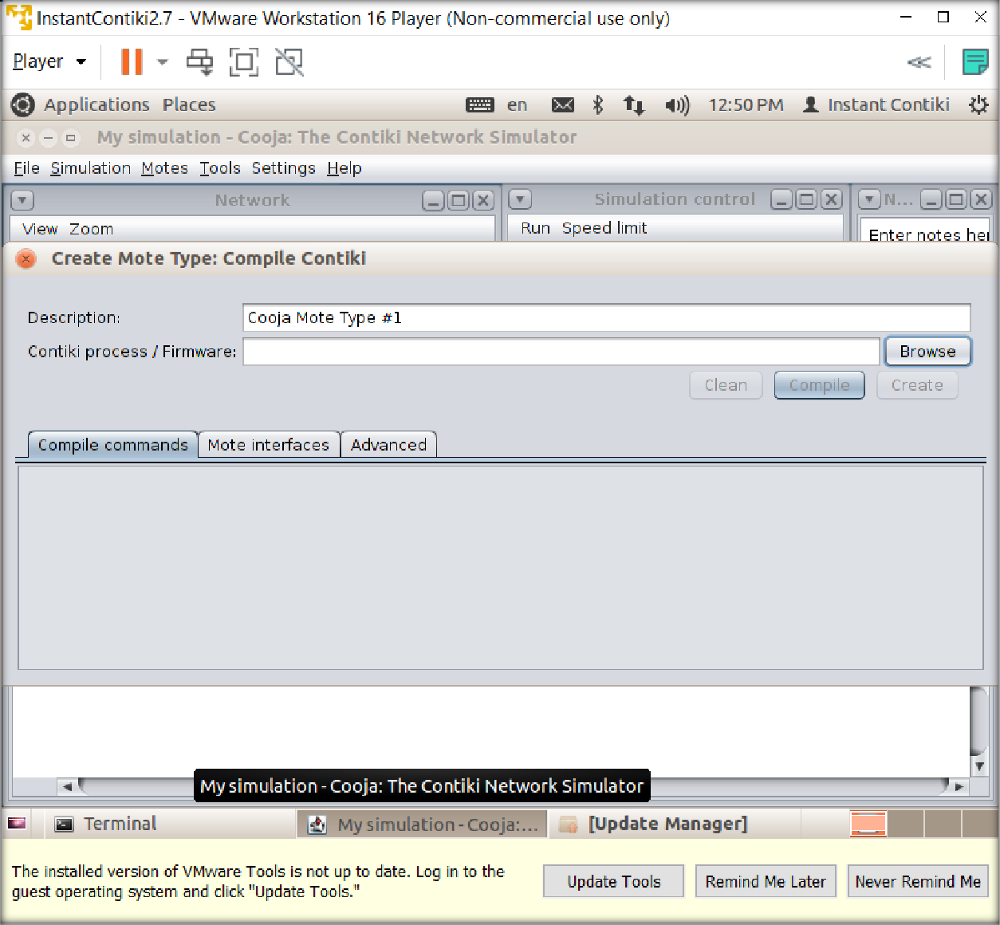 InstantContiki2.7 - VMware Workstation 16 Player (Non-commercial use only)
Player
Applications Places en 12:50 PM Instant Contiki
My simulation - Cooja: The Contiki Network Simulator
File Simulation Motes Tools Settings Help
Network Simulation control N...
View Zoom Run Speed limit Enter notes her
Create Mote Type: Compile Contiki
Description: Cooja Mote Type #1
Contiki process / Firmware: Browse
Clean Compile Create
Compile commands Mote interfaces Advanced
My simulation - Cooja: The Contiki Network Simulator
Terminal My simulation - Cooja:... [Update Manager]
The installed version of VMware Tools is not up to date. Log in to the
guest operating system and click "Update Tools."
Update Tools Remind Me Later Never Remind Me